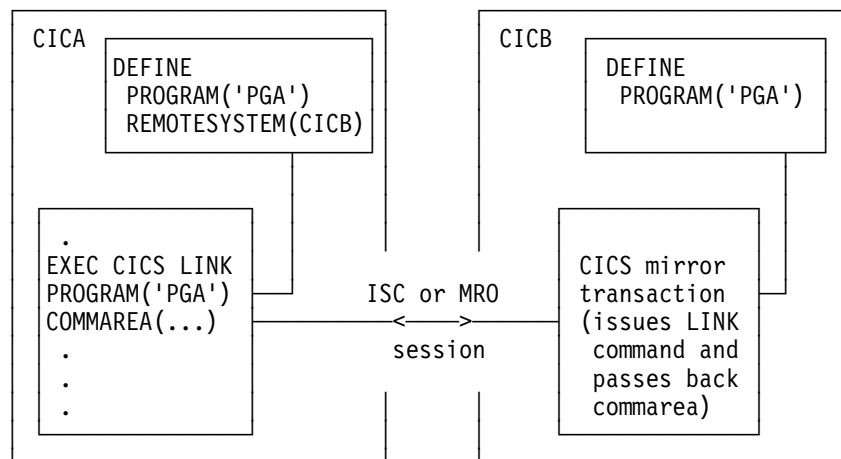 CICA
DEFINE
PROGRAM('PGA')
REMOTESYSTEM(CICB)
.
EXEC CICS LINK
PROGRAM('PGA')
COMMAREA(...)
.
.
.
ISC or MRO
<———>
session
CICB
DEFINE
PROGRAM('PGA')
CICS mirror
transaction
(issues LINK
command and
passes back
commarea)